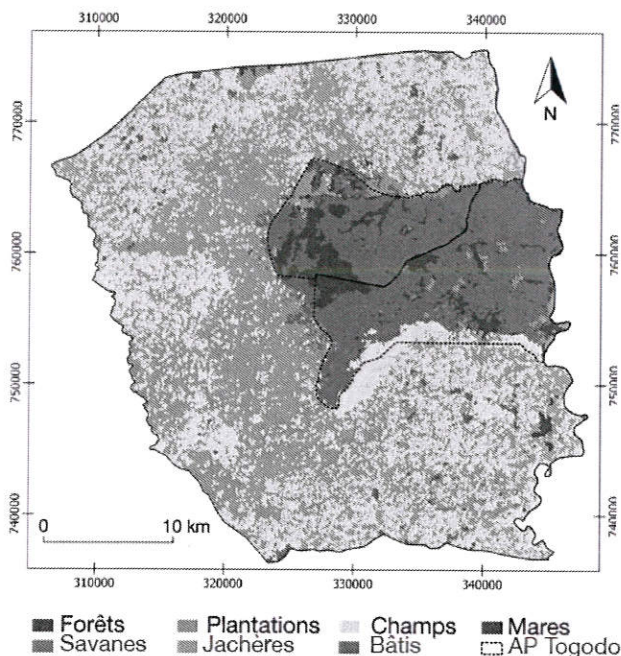 310000 320000 330000 340000
770000 770000
N
760000 760000
750000 750000
740000 740000
0 10 km
310000 320000 330000 340000
Forêts Plantations Champs Mares
Savanes Jachères Bâtis AP Togodo